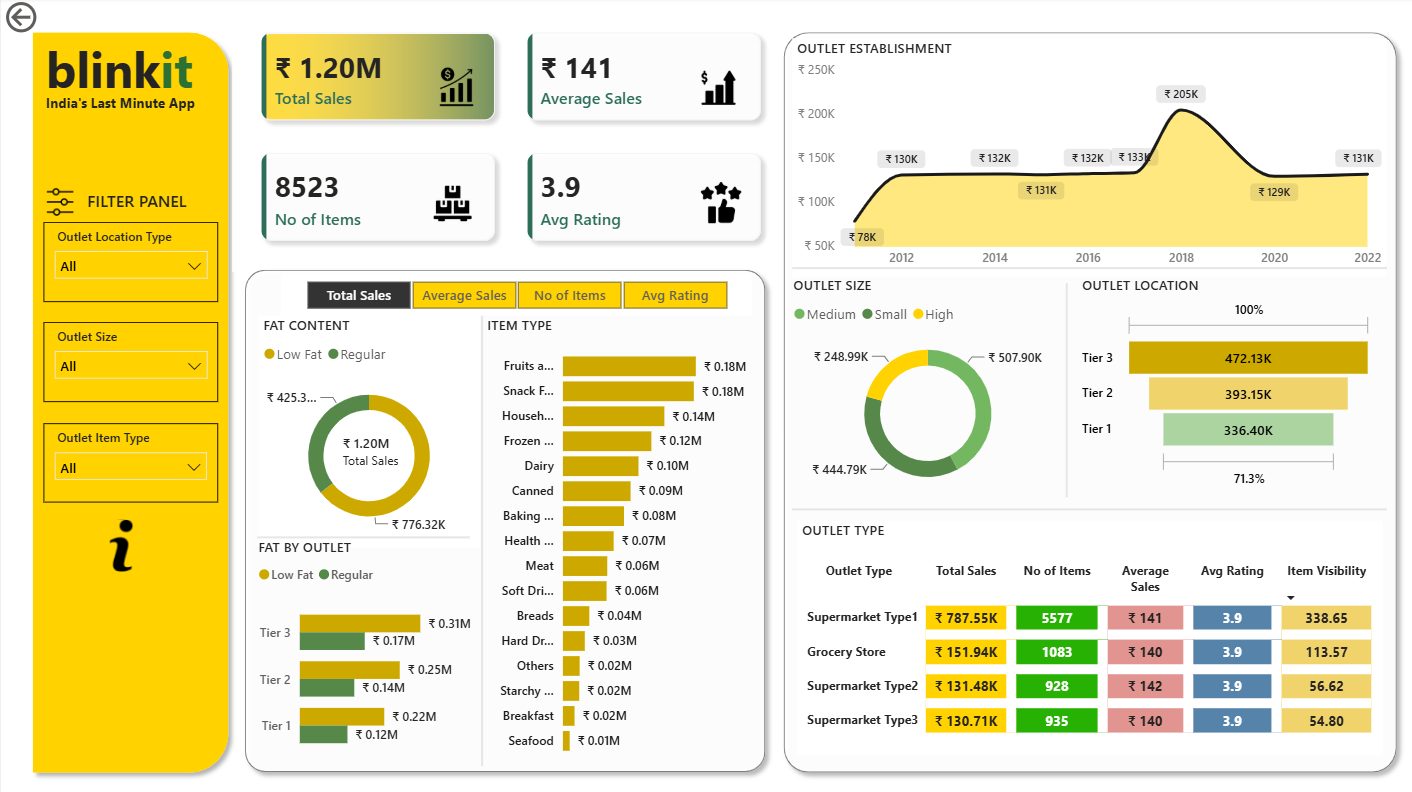 blinkit
India's Last Minute App
FILTER PANEL
Outlet Location Type
All
Outlet Size
All
Outlet Item Type
All
i
₹ 1.20M
Total Sales
₹ 141
Average Sales
8523
No of Items
3.9
Avg Rating
Total Sales Average Sales No of Items Avg Rating
FAT CONTENT
Low Fat Regular
₹ 425.3...
₹ 1.20M
Total Sales
₹ 776.32K
FAT BY OUTLET
Low Fat Regular
Tier 3 ₹ 0.31M
₹ 0.17M
Tier 2 ₹ 0.25M
₹ 0.14M
Tier 1 ₹ 0.22M
₹ 0.12M
ITEM TYPE
Fruits a... ₹ 0.18M
Snack F... ₹ 0.18M
Househ... ₹ 0.14M
Frozen ... ₹ 0.12M
Dairy ₹ 0.10M
Canned ₹ 0.09M
Baking ... ₹ 0.08M
Health ... ₹ 0.07M
Meat ₹ 0.06M
Soft Dri... ₹ 0.06M
Breads ₹ 0.04M
Hard Dr... ₹ 0.03M
Others ₹ 0.02M
Starchy ... ₹ 0.02M
Breakfast ₹ 0.02M
Seafood ₹ 0.01M
OUTLET ESTABLISHMENT
₹ 250K
₹ 200K
₹ 150K
₹ 100K
₹ 50K
₹ 78K
₹ 130K
₹ 132K
₹ 131K
₹ 132K
₹ 133K
₹ 205K
₹ 129K
₹ 131K
2012 2014 2016 2018 2020 2022
OUTLET SIZE
Medium Small High
₹ 248.99K
₹ 507.90K
₹ 444.79K
OUTLET LOCATION
100%
Tier 3 472.13K
Tier 2 393.15K
Tier 1 336.40K
71.3%
OUTLET TYPE
Outlet Type Total Sales No of Items Average Sales Avg Rating Item Visibility
Supermarket Type1 ₹ 787.55K 5577 ₹ 141 3.9 338.65
Grocery Store ₹ 151.94K 1083 ₹ 140 3.9 113.57
Supermarket Type2 ₹ 131.48K 928 ₹ 142 3.9 56.62
Supermarket Type3 ₹ 130.71K 935 ₹ 140 3.9 54.80